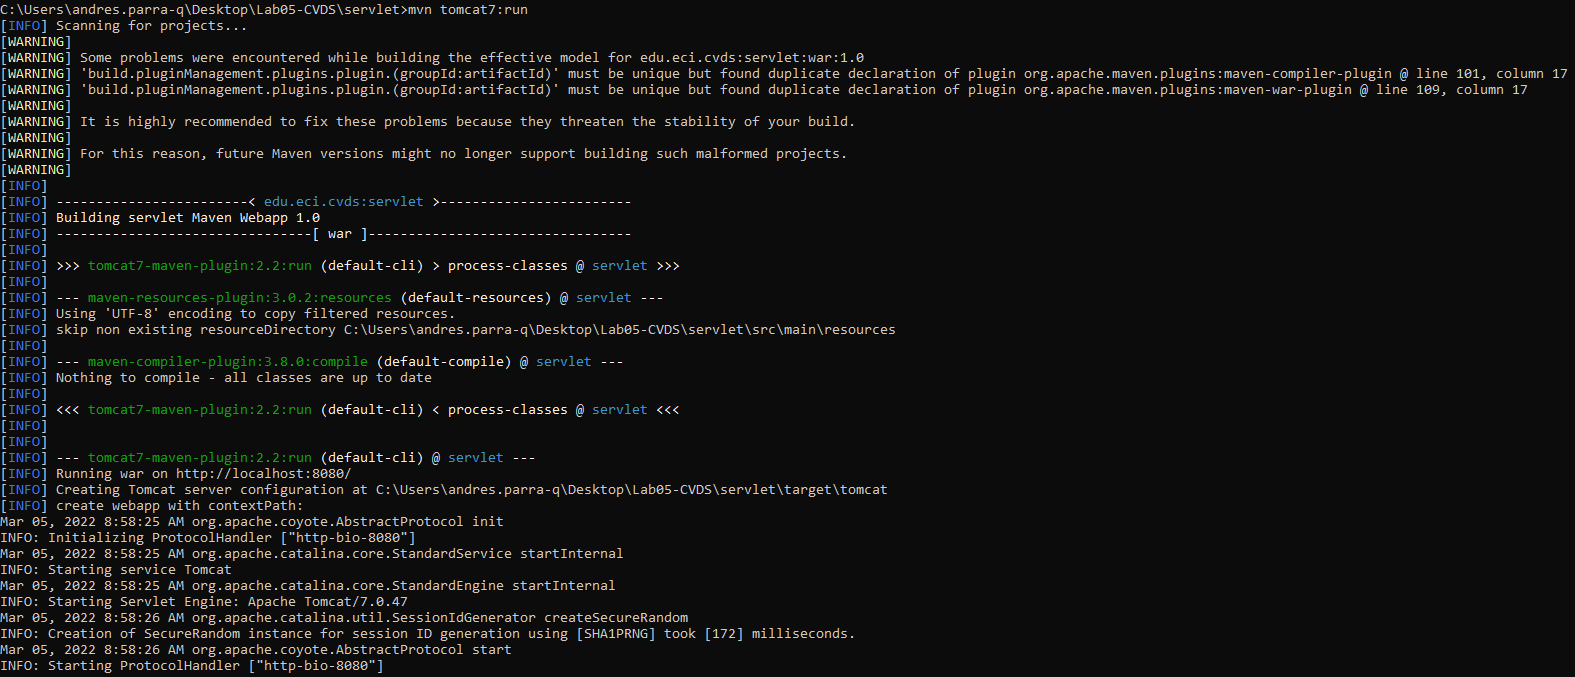 C:\Users\andres.parra-q\Desktop\Lab05-CVDS\servlet>mvn tomcat7:run
[INFO] Scanning for projects...
[WARNING]
[WARNING] Some problems were encountered while building the effective model for edu.eci.cvds:servlet:war:1.0
[WARNING] 'build.pluginManagement.plugins.plugin.(groupId:artifactId)' must be unique but found duplicate declaration of plugin org.apache.maven.plugins:maven-compiler-plugin @ line 101, column 17
[WARNING] 'build.pluginManagement.plugins.plugin.(groupId:artifactId)' must be unique but found duplicate declaration of plugin org.apache.maven.plugins:maven-war-plugin @ line 109, column 17
[WARNING]
[WARNING] It is highly recommended to fix these problems because they threaten the stability of your build.
[WARNING]
[WARNING] For this reason, future Maven versions might no longer support building such malformed projects.
[WARNING]
[INFO]
[INFO] ------------------------< edu.eci.cvds:servlet >------------------------
[INFO] Building servlet Maven Webapp 1.0
[INFO] --------------------------------[ war ]---------------------------------
[INFO]
[INFO] >>> tomcat7-maven-plugin:2.2:run (default-cli) > process-classes @ servlet >>>
[INFO]
[INFO] --- maven-resources-plugin:3.0.2:resources (default-resources) @ servlet ---
[INFO] Using 'UTF-8' encoding to copy filtered resources.
[INFO] skip non existing resourceDirectory C:\Users\andres.parra-q\Desktop\Lab05-CVDS\servlet\src\main\resources
[INFO]
[INFO] --- maven-compiler-plugin:3.8.0:compile (default-compile) @ servlet ---
[INFO] Nothing to compile - all classes are up to date
[INFO]
[INFO] <<< tomcat7-maven-plugin:2.2:run (default-cli) < process-classes @ servlet <<<
[INFO]
[INFO]
[INFO] --- tomcat7-maven-plugin:2.2:run (default-cli) @ servlet ---
[INFO] Running war on http://localhost:8080/
[INFO] Creating Tomcat server configuration at C:\Users\andres.parra-q\Desktop\Lab05-CVDS\servlet\target\tomcat
[INFO] create webapp with contextPath:
Mar 05, 2022 8:58:25 AM org.apache.coyote.AbstractProtocol init
INFO: Initializing ProtocolHandler ["http-bio-8080"]
Mar 05, 2022 8:58:25 AM org.apache.catalina.core.StandardService startInternal
INFO: Starting service Tomcat
Mar 05, 2022 8:58:25 AM org.apache.catalina.core.StandardEngine startInternal
INFO: Starting Servlet Engine: Apache Tomcat/7.0.47
Mar 05, 2022 8:58:26 AM org.apache.catalina.util.SessionIdGenerator createSecureRandom
INFO: Creation of SecureRandom instance for session ID generation using [SHA1PRNG] took [172] milliseconds.
Mar 05, 2022 8:58:26 AM org.apache.coyote.AbstractProtocol start
INFO: Starting ProtocolHandler ["http-bio-8080"]